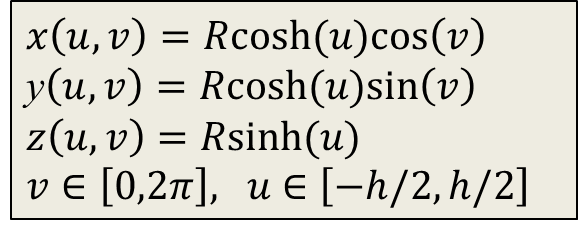 x(u, v) = Rcosh(u)cos(v)
y(u, v) = Rcosh(u)sin(v)
z(u, v) = Rsinh(u)
v ∈ [0,2π], u ∈ [−h/2, h/2]